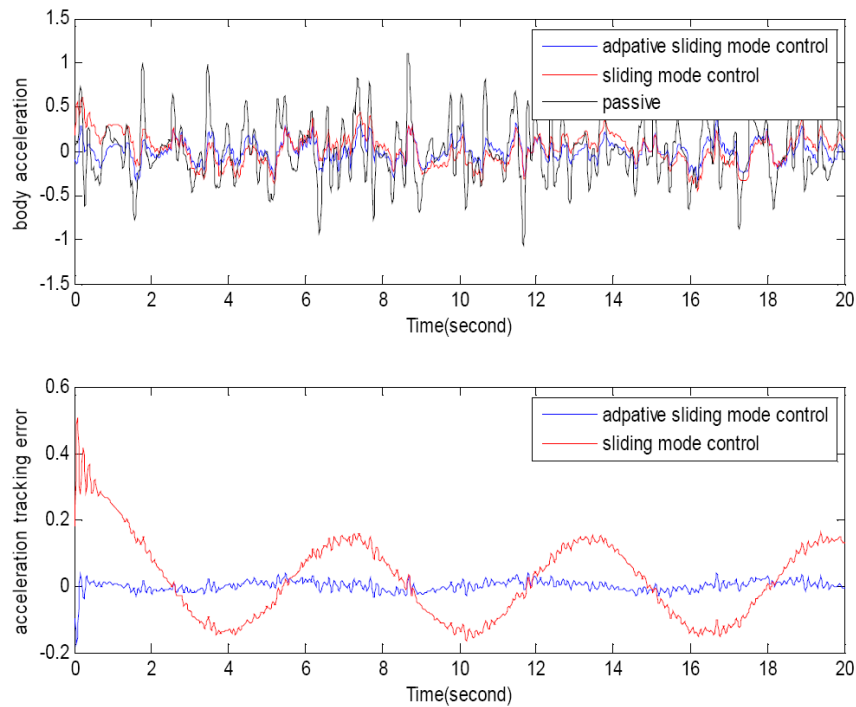 1.5
1
0.5
0
-0.5
-1
-1.5
body acceleration
adpative sliding mode control
sliding mode control
passive
0 2 4 6 8 10 12 14 16 18 20
Time(second)
0.6
0.4
0.2
0
-0.2
acceleration tracking error
adpative sliding mode control
sliding mode control
0 2 4 6 8 10 12 14 16 18 20
Time(second)